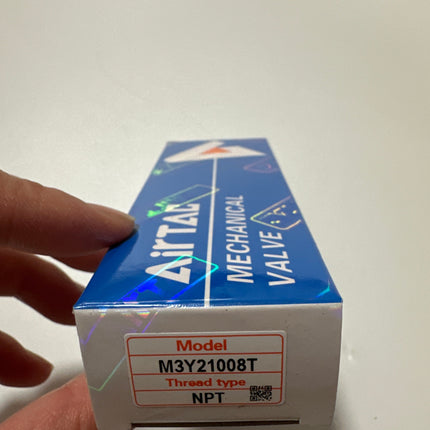 AirTAC
MECHANICAL
VALVE
Model
M3Y21008T
Thread type
NPT